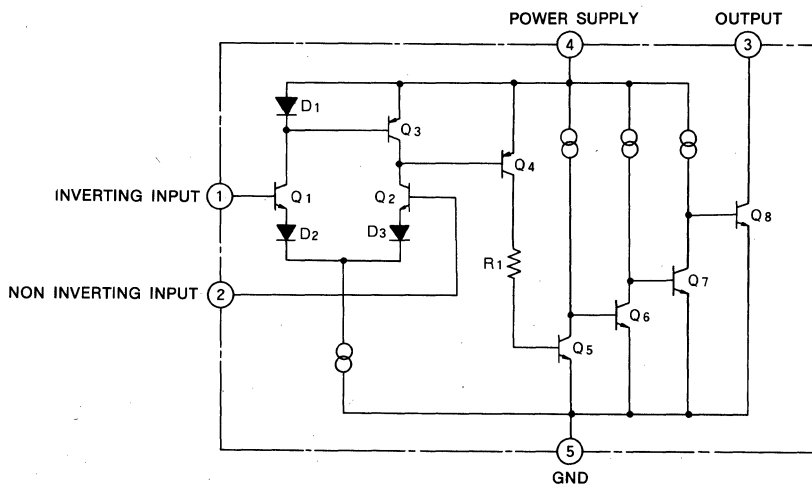 POWER SUPPLY
OUTPUT
4
3
D1
Q3
Q4
INVERTING INPUT
1
Q1
Q2
Q8
D2
D3
R1
Q7
NON INVERTING INPUT
2
Q6
Q5
5
GND